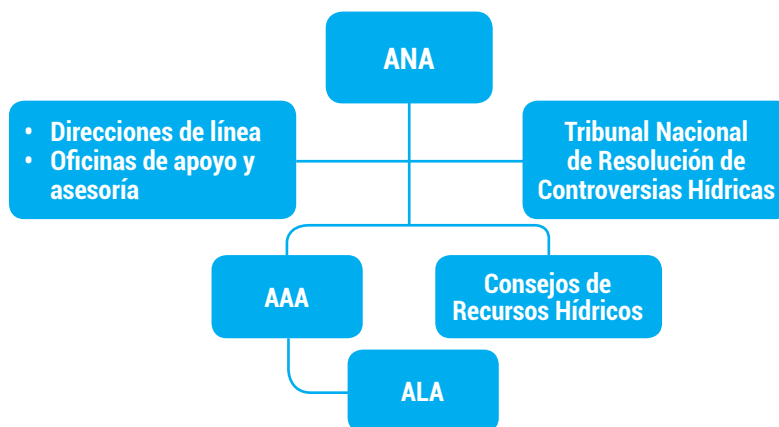 ANA
• Direcciones de línea
• Oficinas de apoyo y
asesoría
Tribunal Nacional
de Resolución de
Controversias Hídricas
AAA
Consejos de
Recursos Hídricos
ALA